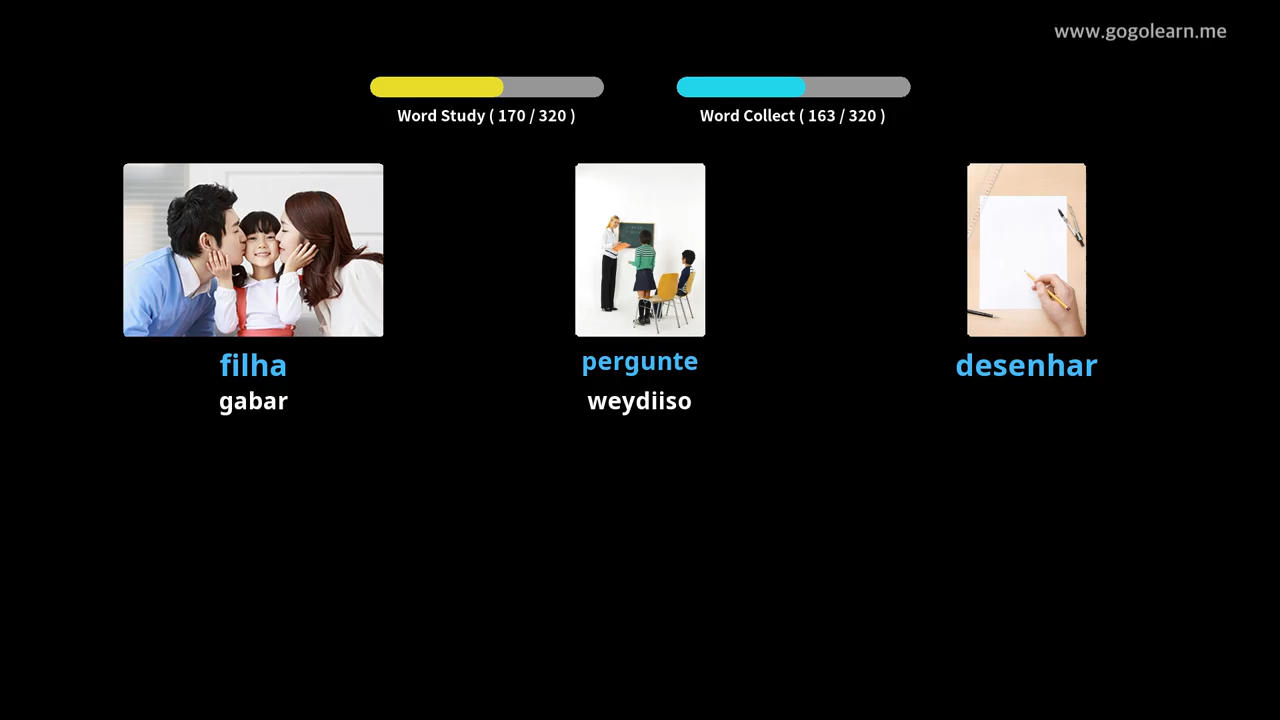 www.gogolearn.me
Word Study ( 170 / 320 )
Word Collect ( 163 / 320 )
filha
gabar
pergunte
weydiiso
desenhar